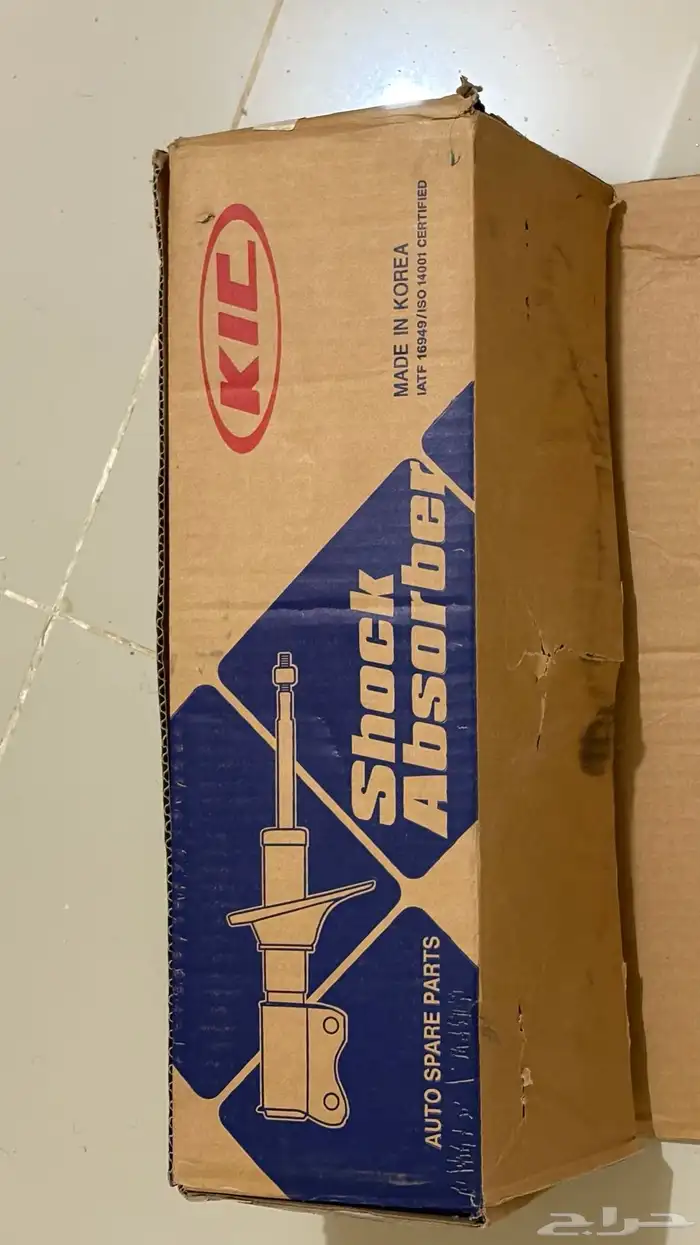 KIC
MADE IN KOREA
IATF 16949/ISO 14001 CERTIFIED
Shock
Absorber
AUTO SPARE PARTS
حراج